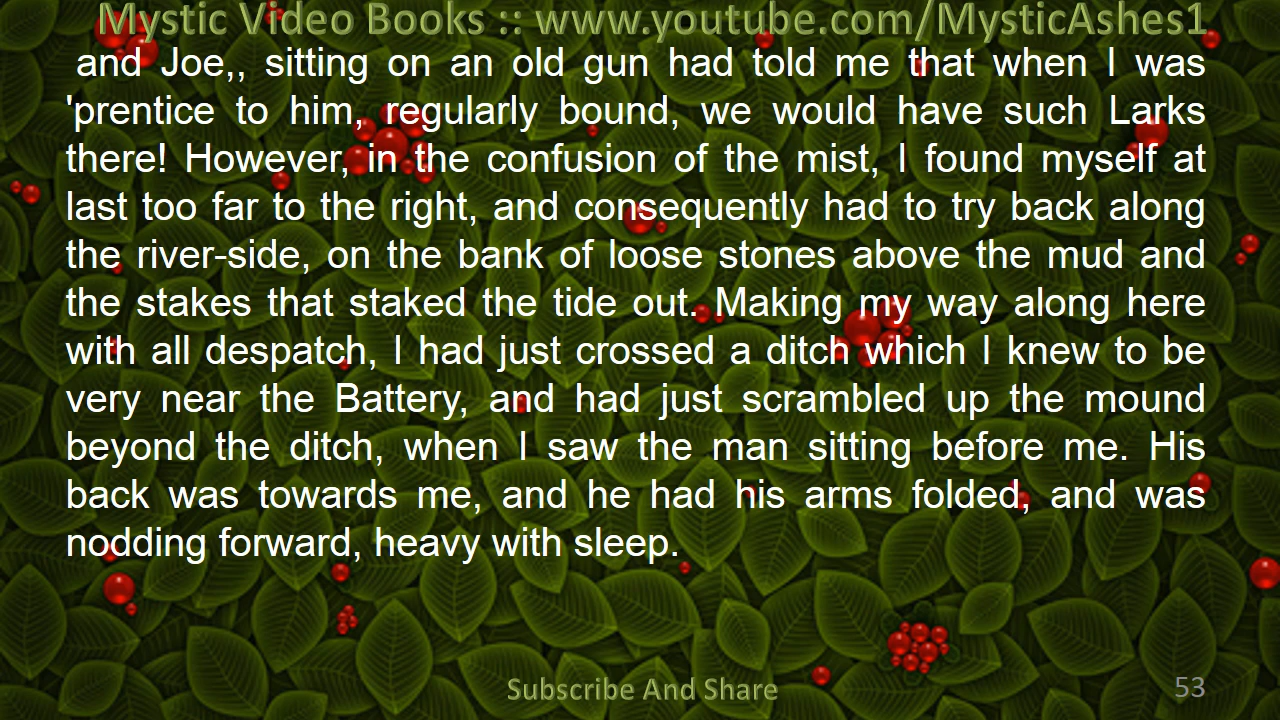 Mystic Video Books :: www.youtube.com/MysticAshes1
and Joe,, sitting on an old gun had told me that when I was
'prentice to him, regularly bound, we would have such Larks
there! However, in the confusion of the mist, I found myself at
last too far to the right, and consequently had to try back along
the river-side, on the bank of loose stones above the mud and
the stakes that staked the tide out. Making my way along here
with all despatch, I had just crossed a ditch which I knew to be
very near the Battery, and had just scrambled up the mound
beyond the ditch, when I saw the man sitting before me. His
back was towards me, and he had his arms folded, and was
nodding forward, heavy with sleep.
Subscribe And Share
53